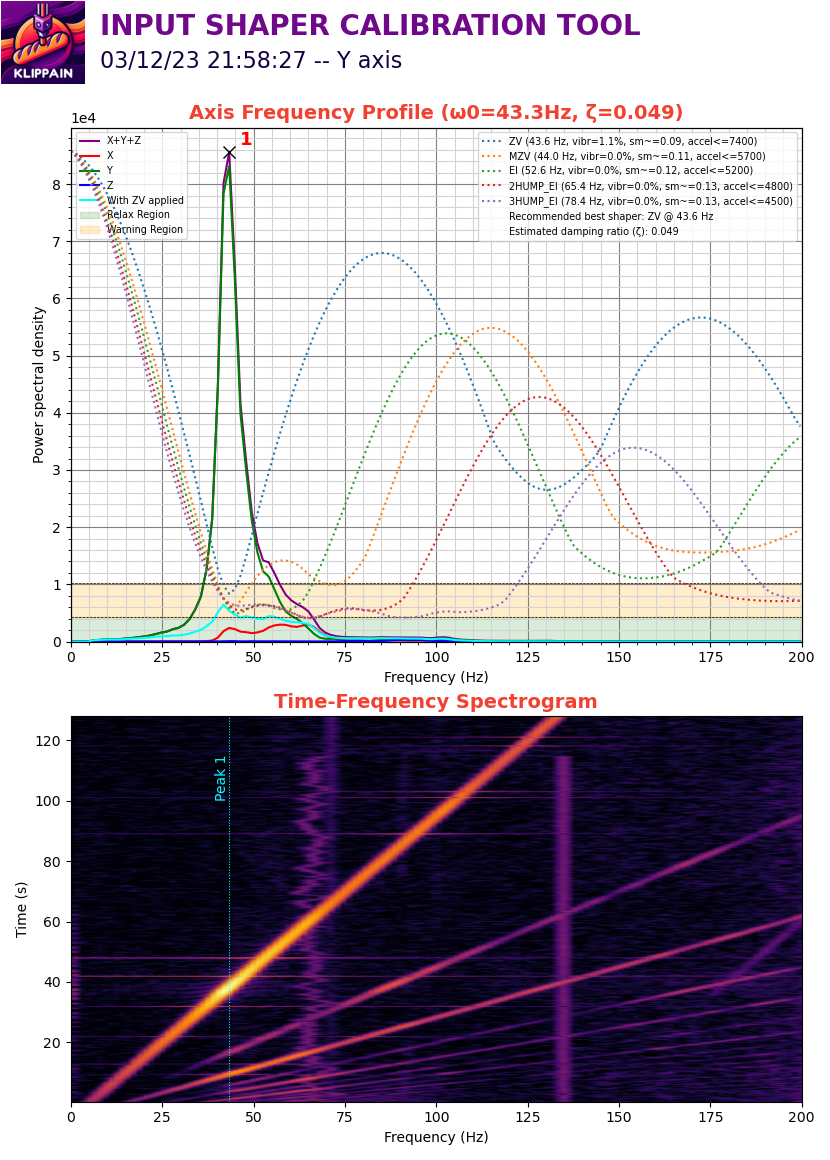 INPUT SHAPER CALIBRATION TOOL
03/12/23 21:58:27 -- Y axis
KLIPPAIN
Axis Frequency Profile (ω0=43.3Hz, ζ=0.049)
1e4
1
X+Y+Z
X
Y
Z
With ZV applied
Relax Region
Warning Region
ZV (43.6 Hz, vibr=1.1%, sm~=0.09, accel<=7400)
MZV (44.0 Hz, vibr=0.0%, sm~=0.11, accel<=5700)
EI (52.6 Hz, vibr=0.0%, sm~=0.12, accel<=5200)
2HUMP_EI (65.4 Hz, vibr=0.0%, sm~=0.13, accel<=4800)
3HUMP_EI (78.4 Hz, vibr=0.0%, sm~=0.13, accel<=4500)
Recommended best shaper: ZV @ 43.6 Hz
Estimated damping ratio (ζ): 0.049
Power spectral density
8
7
6
5
4
3
2
1
0
0 25 50 75 100 125 150 175 200
Frequency (Hz)
Time-Frequency Spectrogram
Peak 1
Time (s)
120
100
80
60
40
20
0 25 50 75 100 125 150 175 200
Frequency (Hz)